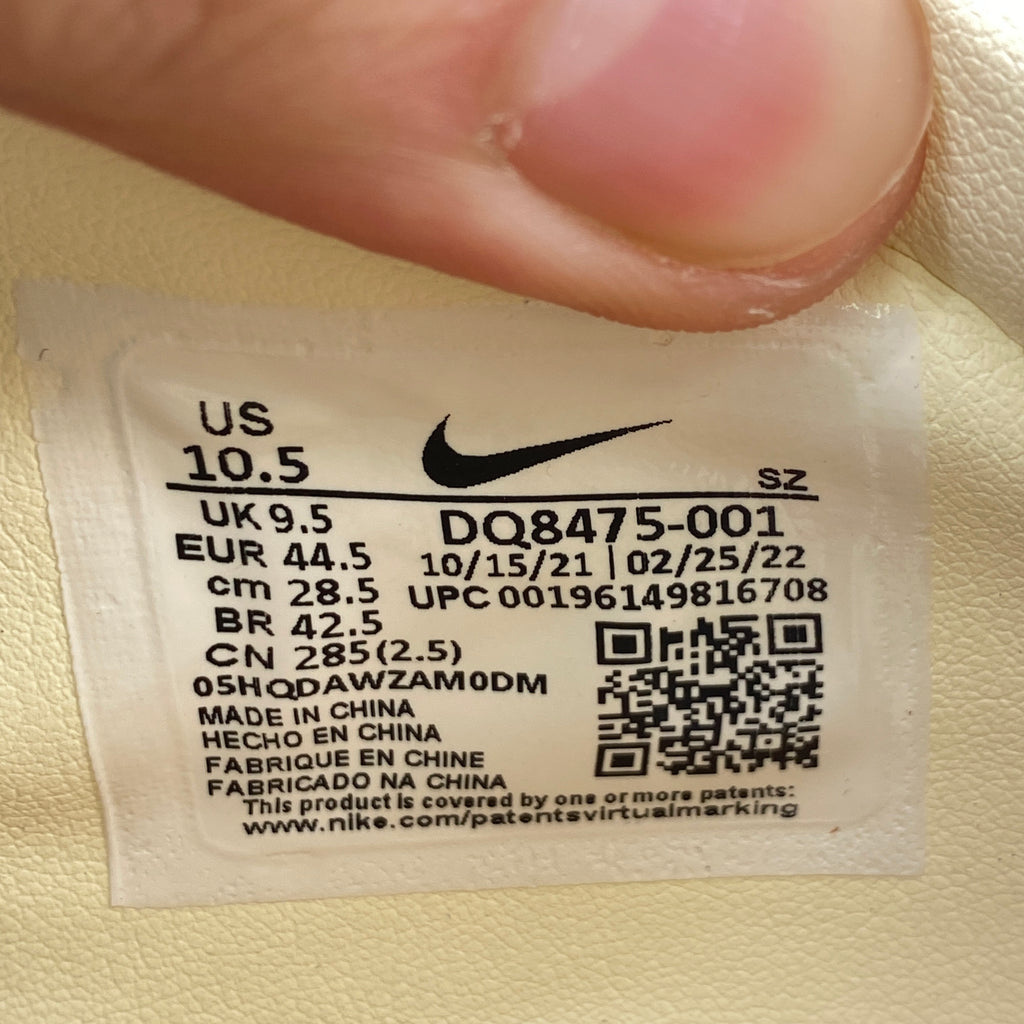 US
10.5
SZ
UK 9.5
EUR 44.5
cm 28.5
BR 42.5
CN 285(2.5)
DQ8475-001
10/15/21 | 02/25/22
UPC 00196149816708
05HQDAWZAM0DM
MADE IN CHINA
HECHO EN CHINA
FABRIQUE EN CHINE
FABRICADO NA CHINA
This product is covered by one or more patents:
www.nike.com/patentsvirtualmarking